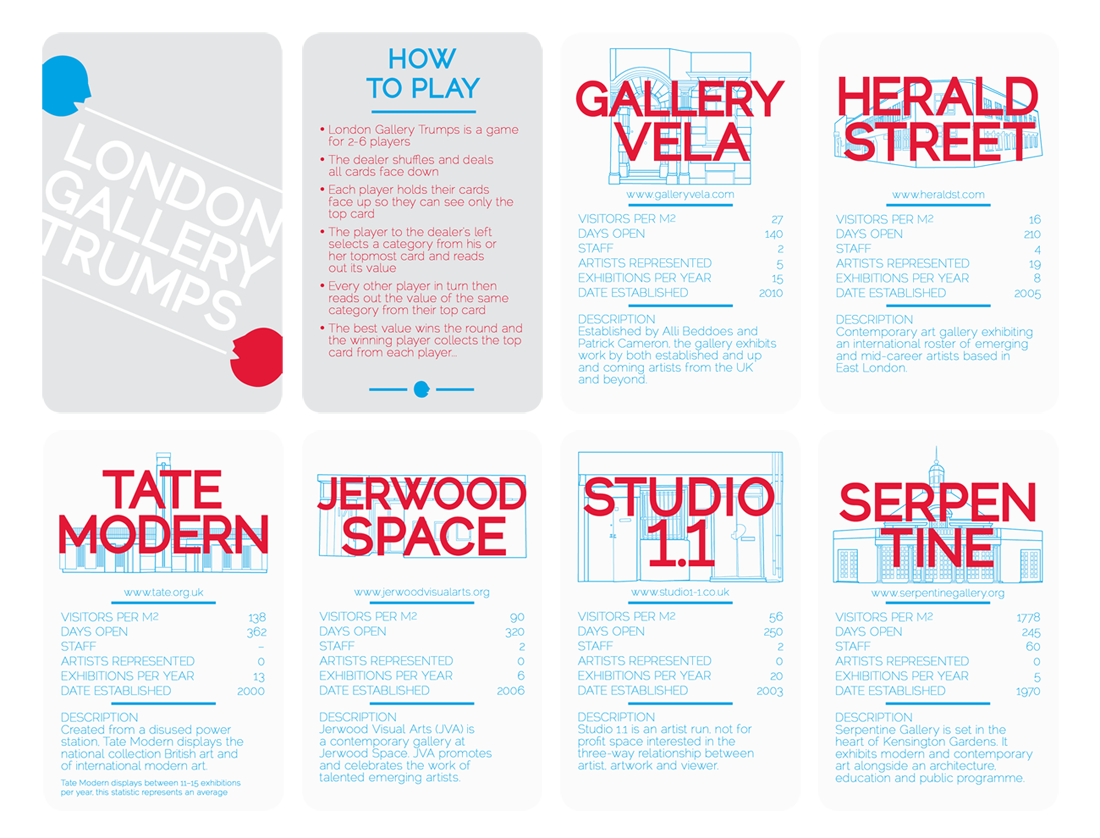 LONDON
GALLERY
TRUMPS
HOW
TO PLAY
• London Gallery Trumps is a game
for 2-6 players
• The dealer shuffles and deals
all cards face down
• Each player holds their cards
face up so they can see only the
top card
• The player to the dealer's left
selects a category from his or
her topmost card and reads
out its value
• Every other player in turn then
reads out the value of the same
category from their top card
• The best value wins the round and
the winning player collects the top
card from each player...
GALLERY
VELA
www.galleryvela.com
VISITORS PER M2 27
DAYS OPEN 140
STAFF 2
ARTISTS REPRESENTED 5
EXHIBITIONS PER YEAR 15
DATE ESTABLISHED 2010
DESCRIPTION
Established by Alli Beddoes and
Patrick Cameron, the gallery exhibits
work by both established and up
and coming artists from the UK
and beyond.
HERALD
STREET
www.heraldst.com
VISITORS PER M2 16
DAYS OPEN 210
STAFF 4
ARTISTS REPRESENTED 19
EXHIBITIONS PER YEAR 8
DATE ESTABLISHED 2005
DESCRIPTION
Contemporary art gallery exhibiting
an international roster of emerging
and mid-career artists based in
East London.
TATE
MODERN
www.tate.org.uk
VISITORS PER M2 138
DAYS OPEN 362
STAFF –
ARTISTS REPRESENTED 0
EXHIBITIONS PER YEAR 13
DATE ESTABLISHED 2000
DESCRIPTION
Created from a disused power
station, Tate Modern displays the
national collection British art and
of international modern art.
Tate Modern displays between 11-15 exhibitions
per year, this statistic represents an average
JERWOOD
SPACE
www.jerwoodvisualarts.org
VISITORS PER M2 90
DAYS OPEN 320
STAFF 2
ARTISTS REPRESENTED 0
EXHIBITIONS PER YEAR 6
DATE ESTABLISHED 2006
DESCRIPTION
Jerwood Visual Arts (JVA) is
a contemporary gallery at
Jerwood Space. JVA promotes
and celebrates the work of
talented emerging artists.
STUDIO
1.1
www.studio1-1.co.uk
VISITORS PER M2 56
DAYS OPEN 250
STAFF 2
ARTISTS REPRESENTED 0
EXHIBITIONS PER YEAR 20
DATE ESTABLISHED 2003
DESCRIPTION
Studio 1.1 is an artist run, not for
profit space interested in the
three-way relationship between
artist, artwork and viewer.
SERPEN
TINE
www.serpentinegallery.org
VISITORS PER M2 1778
DAYS OPEN 245
STAFF 60
ARTISTS REPRESENTED 0
EXHIBITIONS PER YEAR 5
DATE ESTABLISHED 1970
DESCRIPTION
Serpentine Gallery is set in the
heart of Kensington Gardens. It
exhibits modern and contemporary
art alongside an architecture,
education and public programme.